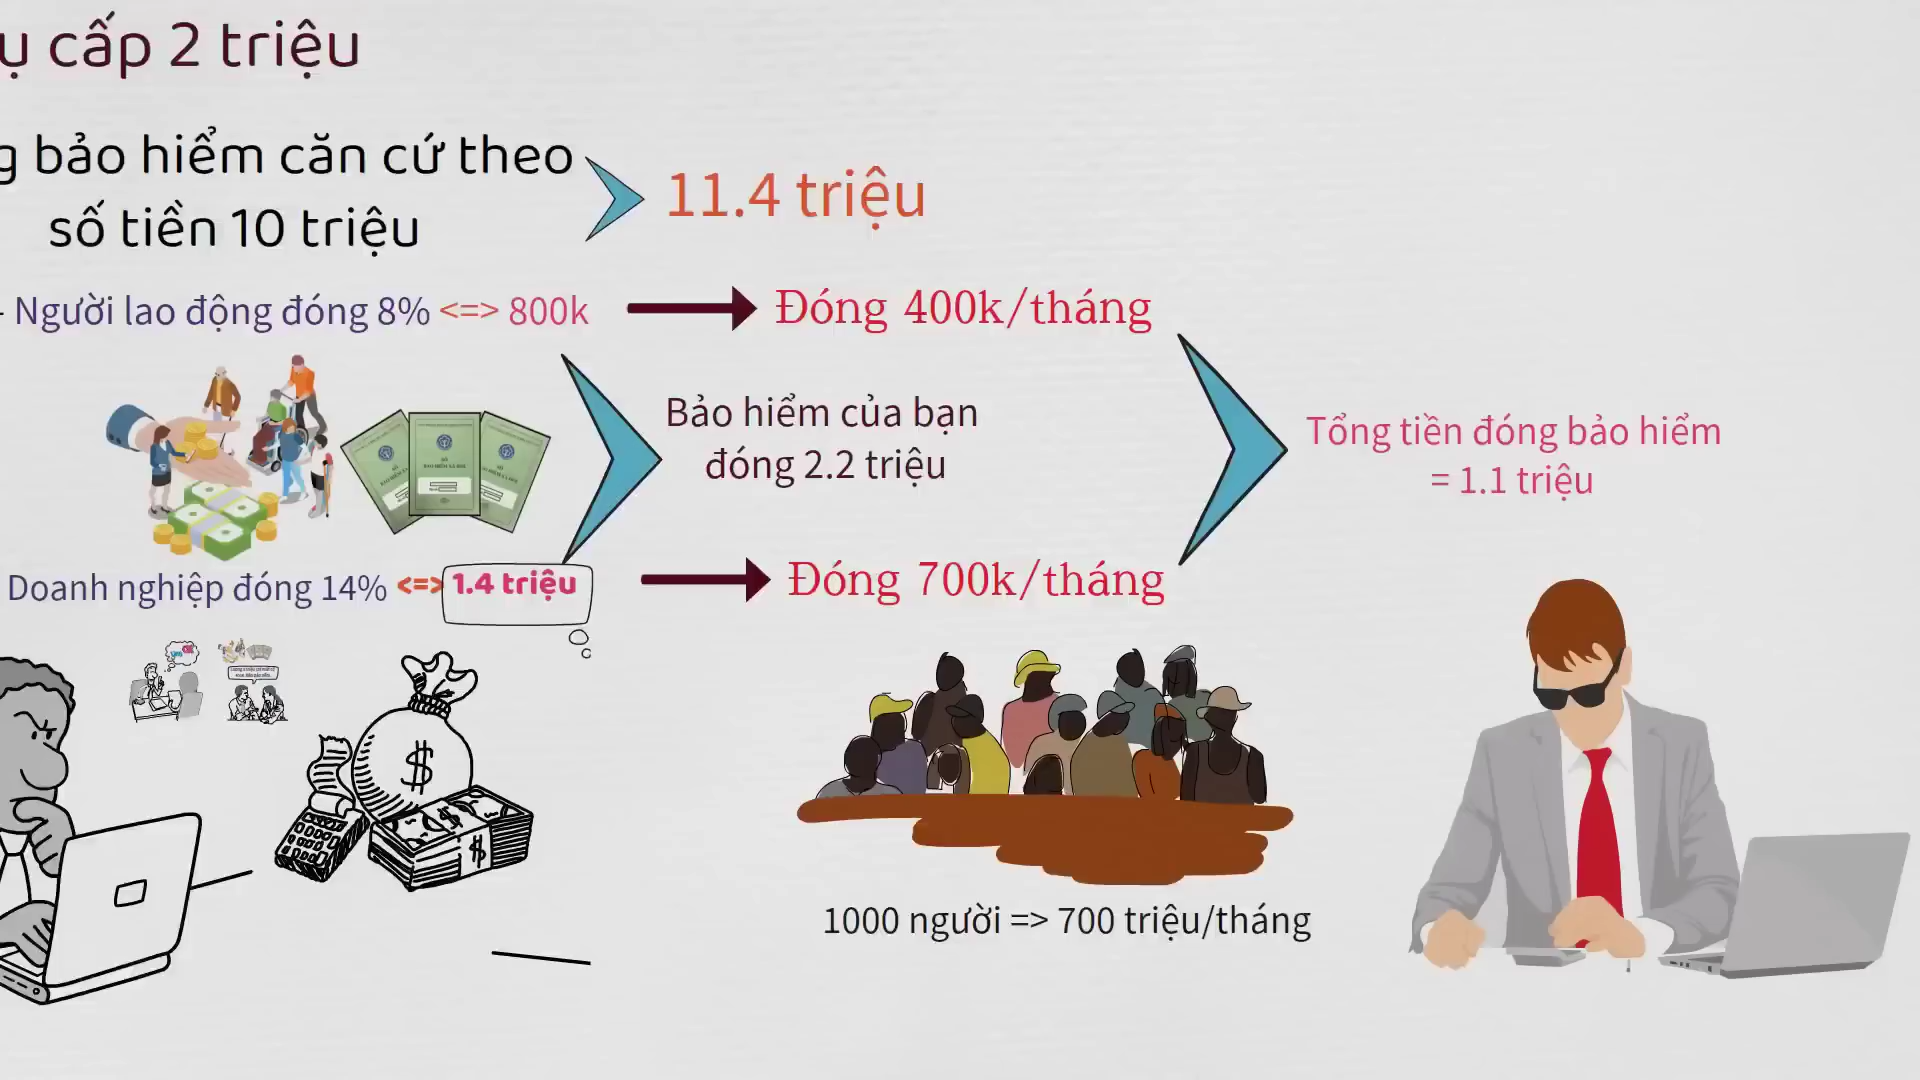 ụ cấp 2 triệu
g bảo hiểm căn cứ theo
số tiền 10 triệu
11.4 triệu
- Người lao động đóng 8% <=> 800k
Đóng 400k/tháng
Bảo hiểm của bạn
đóng 2.2 triệu
Tổng tiền đóng bảo hiểm
= 1.1 triệu
Doanh nghiệp đóng 14% <=> 1.4 triệu
Đóng 700k/tháng
1000 người => 700 triệu/tháng